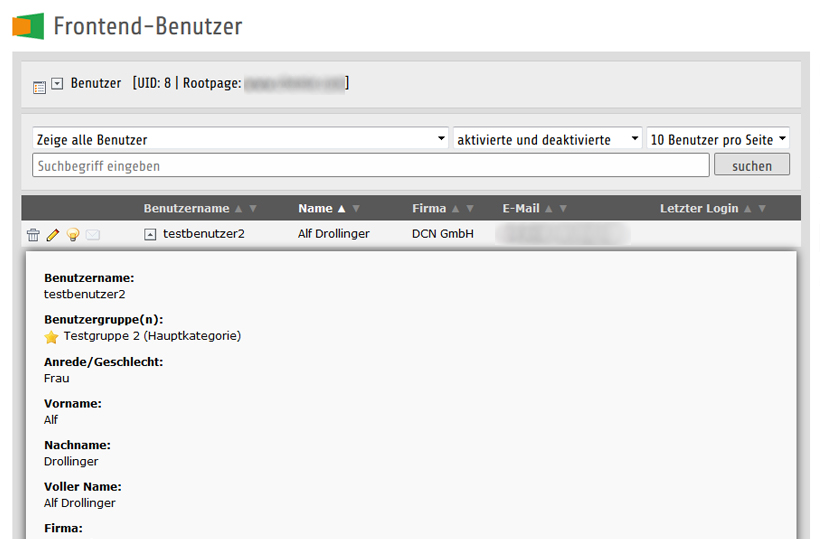 Frontend-Benutzer
Benutzer [UID: 8 | Rootpage: ]
Zeige alle Benutzer aktivierte und deaktivierte 10 Benutzer pro Seite
Suchbegriff eingeben suchen
Benutzername ▲ ▼ Name ▲ ▼ Firma ▲ ▼ E-Mail ▲ ▼ Letzter Login ▲ ▼
testbenutzer2 Alf Drollinger DCN GmbH
Benutzername:
testbenutzer2
Benutzergruppe(n):
Testgruppe 2 (Hauptkategorie)
Anrede/Geschlecht:
Frau
Vorname:
Alf
Nachname:
Drollinger
Voller Name:
Alf Drollinger
Firma: